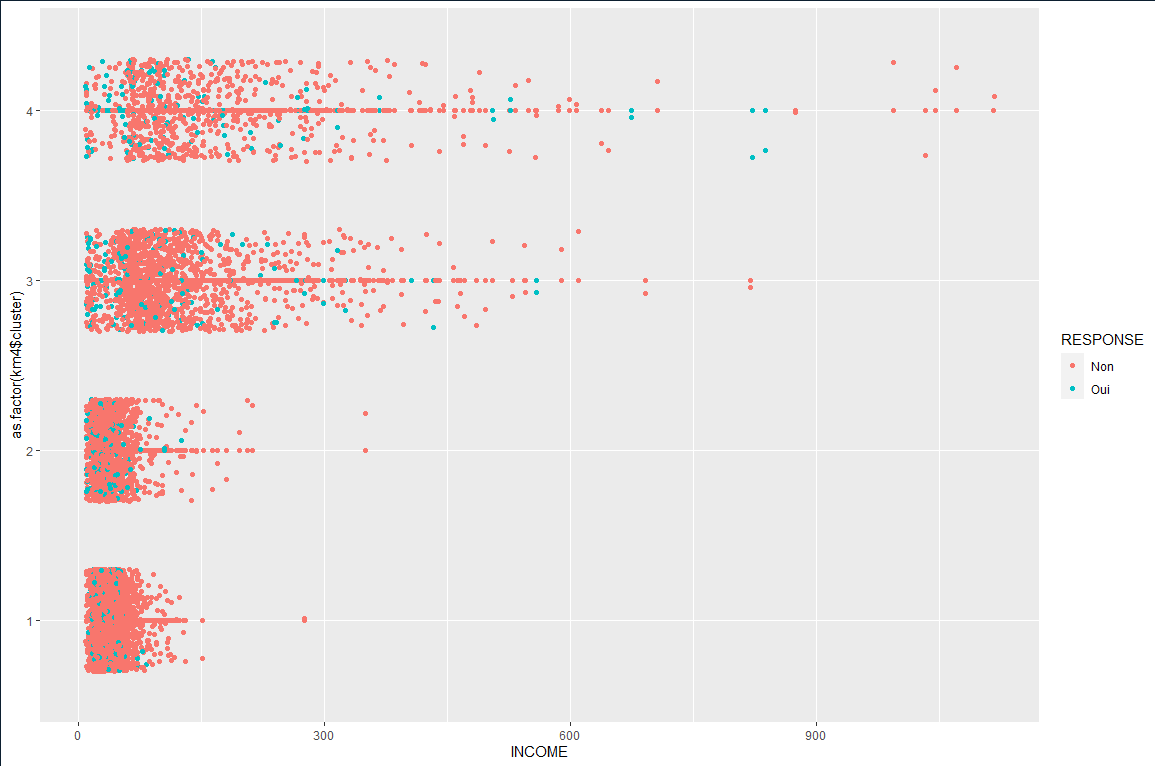 as.factor(km4$cluster)
4
3
2
1
0
300
600
900
INCOME
RESPONSE
Non
Oui